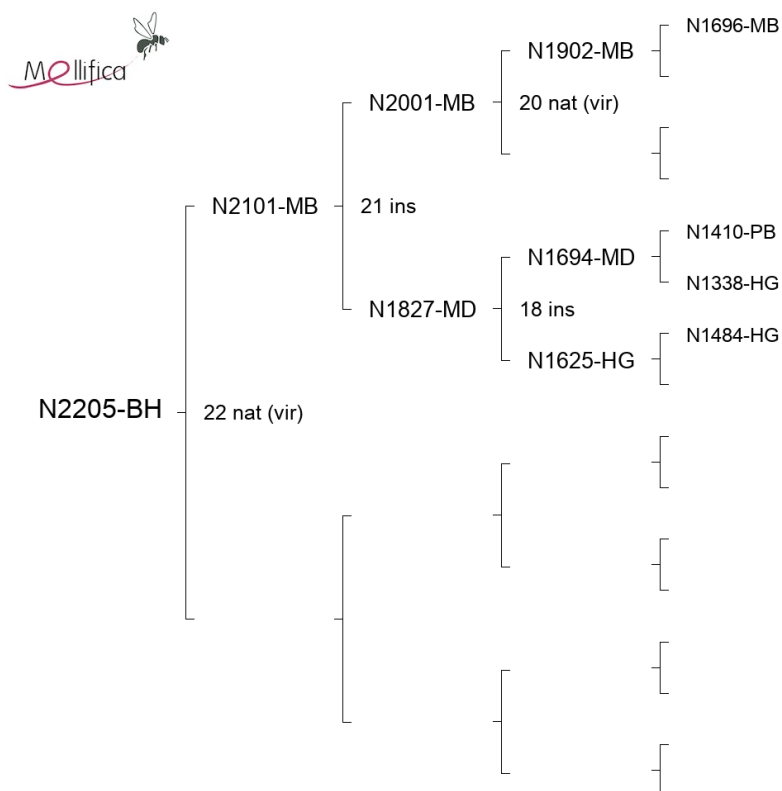 Mellifica
N1696-MB
N1902-MB
N2001-MB
20 nat (vir)
N2101-MB
21 ins
N1410-PB
N1694-MD
N1338-HG
N1827-MD
18 ins
N1484-HG
N1625-HG
N2205-BH
22 nat (vir)